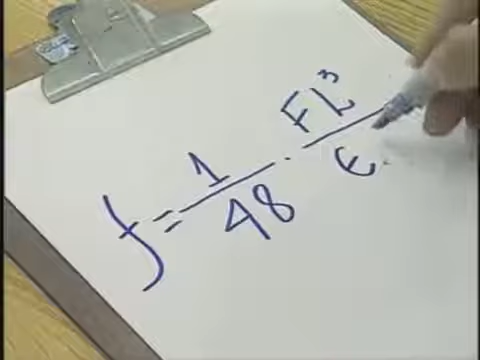 f = 1/48 · FL³/E·